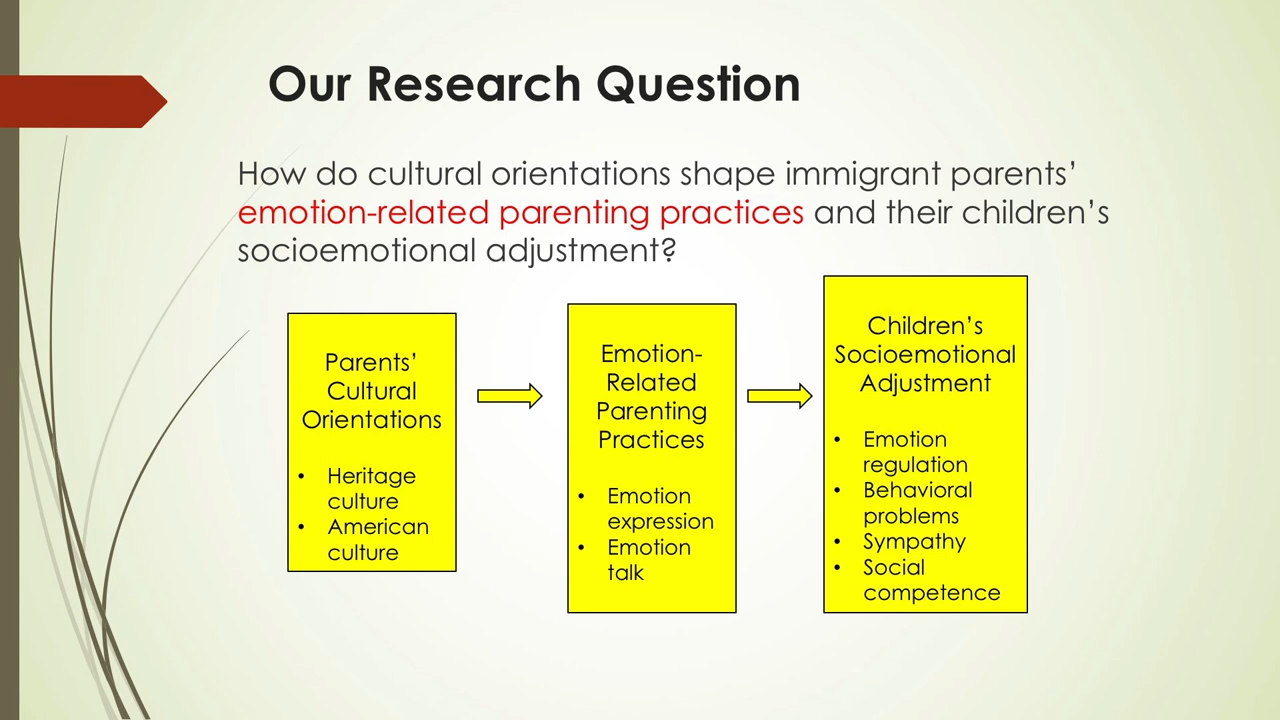 Our Research Question
How do cultural orientations shape immigrant parents’
emotion-related parenting practices and their children’s
socioemotional adjustment?
Parents’
Cultural
Orientations
• Heritage
culture
• American
culture
Emotion-
Related
Parenting
Practices
• Emotion
expression
• Emotion
talk
Children’s
Socioemotional
Adjustment
• Emotion
regulation
• Behavioral
problems
• Sympathy
• Social
competence